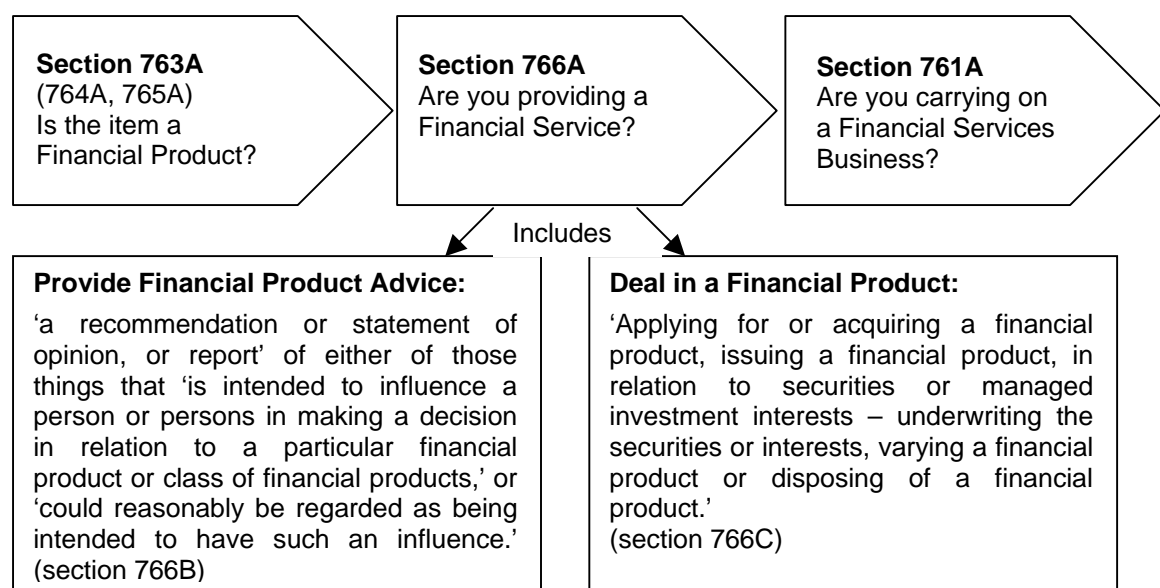 Section 763A
(764A, 765A)
Is the item a
Financial Product?
Section 766A
Are you providing a
Financial Service?
Section 761A
Are you carrying on
a Financial Services
Business?
Includes
Provide Financial Product Advice:
‘a recommendation or statement of
opinion, or report’ of either of those
things that ‘is intended to influence a
person or persons in making a decision
in relation to a particular financial
product or class of financial products,’ or
‘could reasonably be regarded as being
intended to have such an influence.’
(section 766B)
Deal in a Financial Product:
‘Applying for or acquiring a financial
product, issuing a financial product, in
relation to securities or managed
investment interests – underwriting the
securities or interests, varying a financial
product or disposing of a financial
product.’
(section 766C)